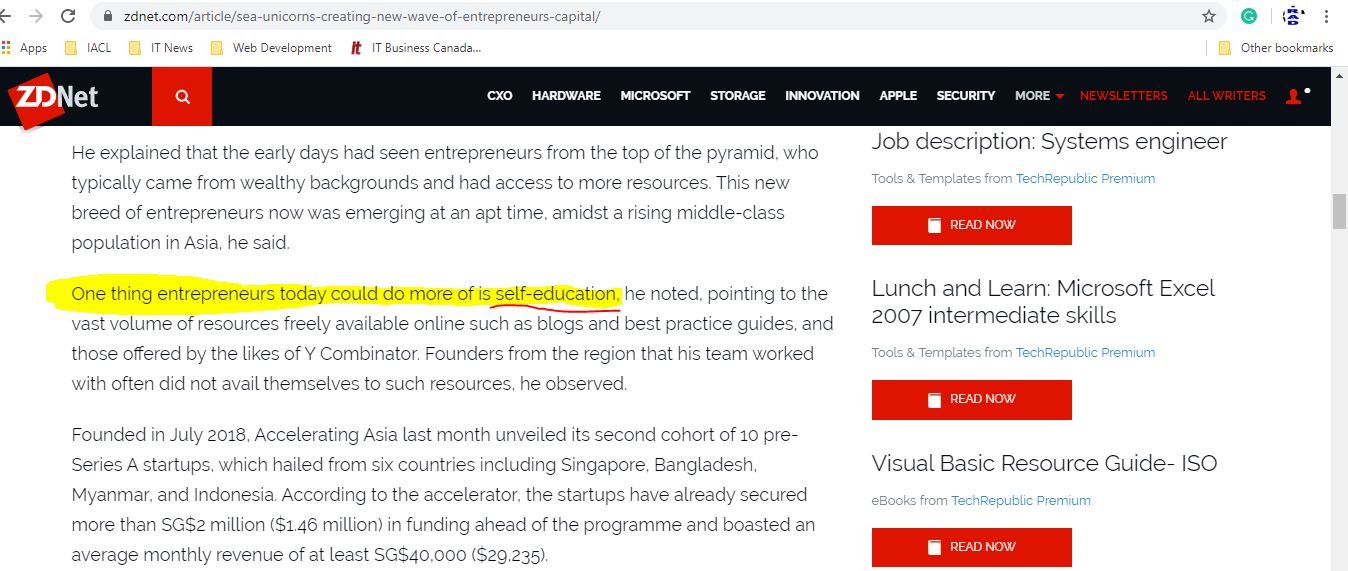 zdnet.com/article/sea-unicorns-creating-new-wave-of-entrepreneurs-capital/
Apps IACL IT News Web Development IT Business Canada... Other bookmarks
ZDNet CXO HARDWARE MICROSOFT STORAGE INNOVATION APPLE SECURITY MORE NEWSLETTERS ALL WRITERS
He explained that the early days had seen entrepreneurs from the top of the pyramid, who
typically came from wealthy backgrounds and had access to more resources. This new
breed of entrepreneurs now was emerging at an apt time, amidst a rising middle-class
population in Asia, he said.
One thing entrepreneurs today could do more of is self-education, he noted, pointing to the
vast volume of resources freely available online such as blogs and best practice guides, and
those offered by the likes of Y Combinator. Founders from the region that his team worked
with often did not avail themselves to such resources, he observed.
Founded in July 2018, Accelerating Asia last month unveiled its second cohort of 10 pre-
Series A startups, which hailed from six countries including Singapore, Bangladesh,
Myanmar, and Indonesia. According to the accelerator, the startups have already secured
more than SG$2 million ($1.46 million) in funding ahead of the programme and boasted an
average monthly revenue of at least SG$40,000 ($29,235).
Job description: Systems engineer
Tools & Templates from TechRepublic Premium
READ NOW
Lunch and Learn: Microsoft Excel
2007 intermediate skills
Tools & Templates from TechRepublic Premium
READ NOW
Visual Basic Resource Guide- ISO
eBooks from TechRepublic Premium
READ NOW